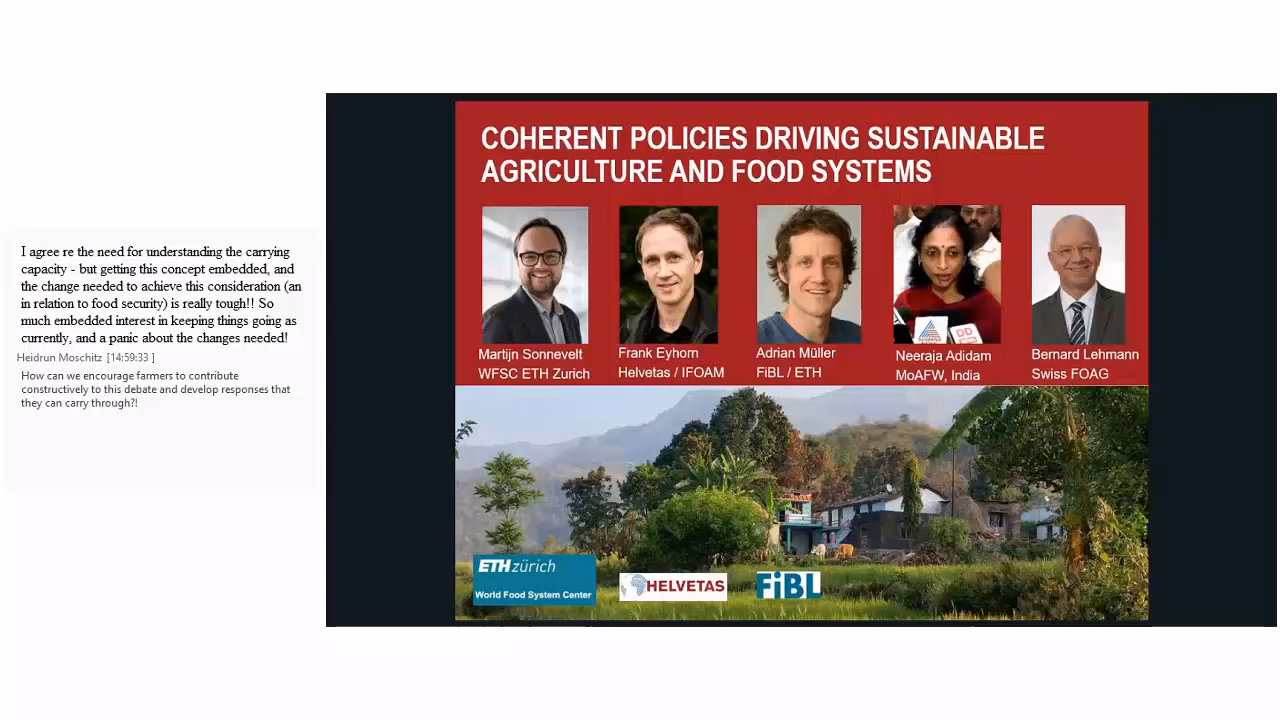 I agree re the need for understanding the carrying
capacity - but getting this concept embedded, and
the change needed to achieve this consideration (an
in relation to food security) is really tough!! So
much embedded interest in keeping things going as
currently, and a panic about the changes needed!
Heidrun Moschitz [14:59:33 ]
How can we encourage farmers to contribute
constructively to this debate and develop responses that
they can carry through?!
COHERENT POLICIES DRIVING SUSTAINABLE
AGRICULTURE AND FOOD SYSTEMS
Martijn Sonnevelt
WFSC ETH Zurich
Frank Eyhorn
Helvetas / IFOAM
Adrian Müller
FiBL / ETH
Neeraja Adidam
MoAFW, India
Bernard Lehmann
Swiss FOAG
ETH zürich
World Food System Center
HELVETAS
FiBL